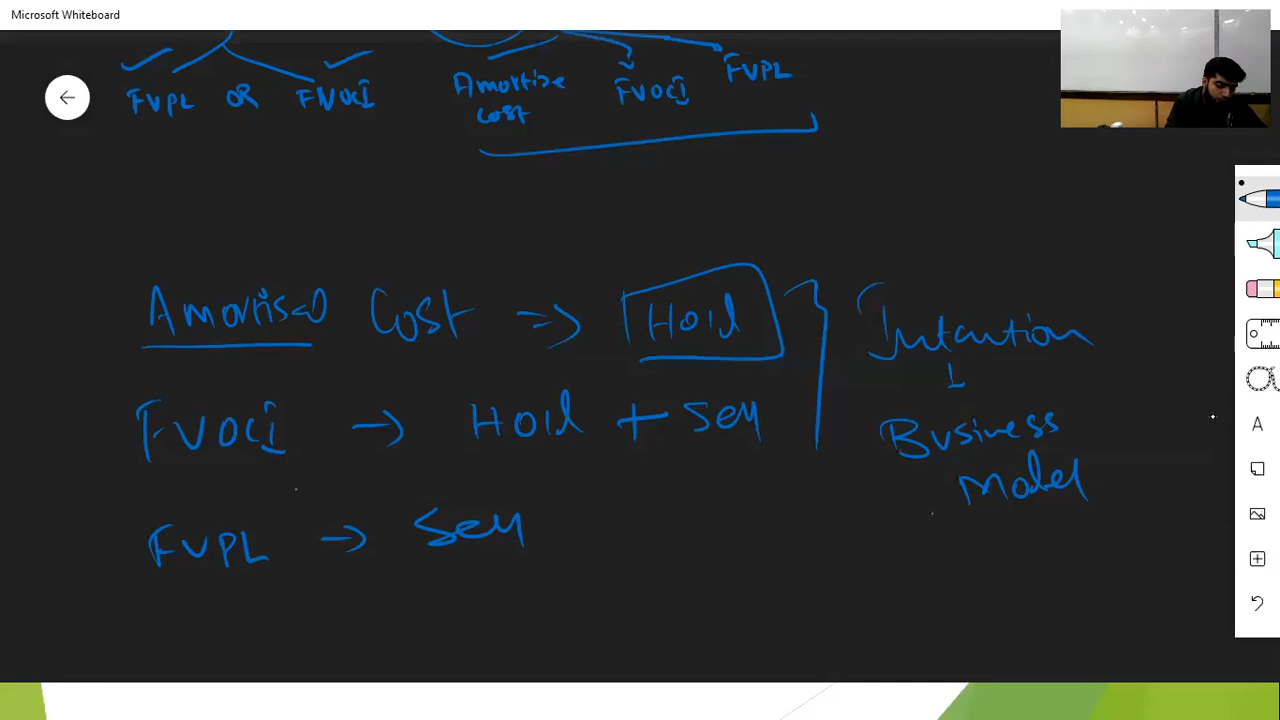 Microsoft Whiteboard
FVPL OR FVOCI
Amortise cost
FVOCI
FVPL
Amortised Cost => Hold
FVOCI → Hold + Sell
FVPL → Sell
Intention
↓
Business Model
A